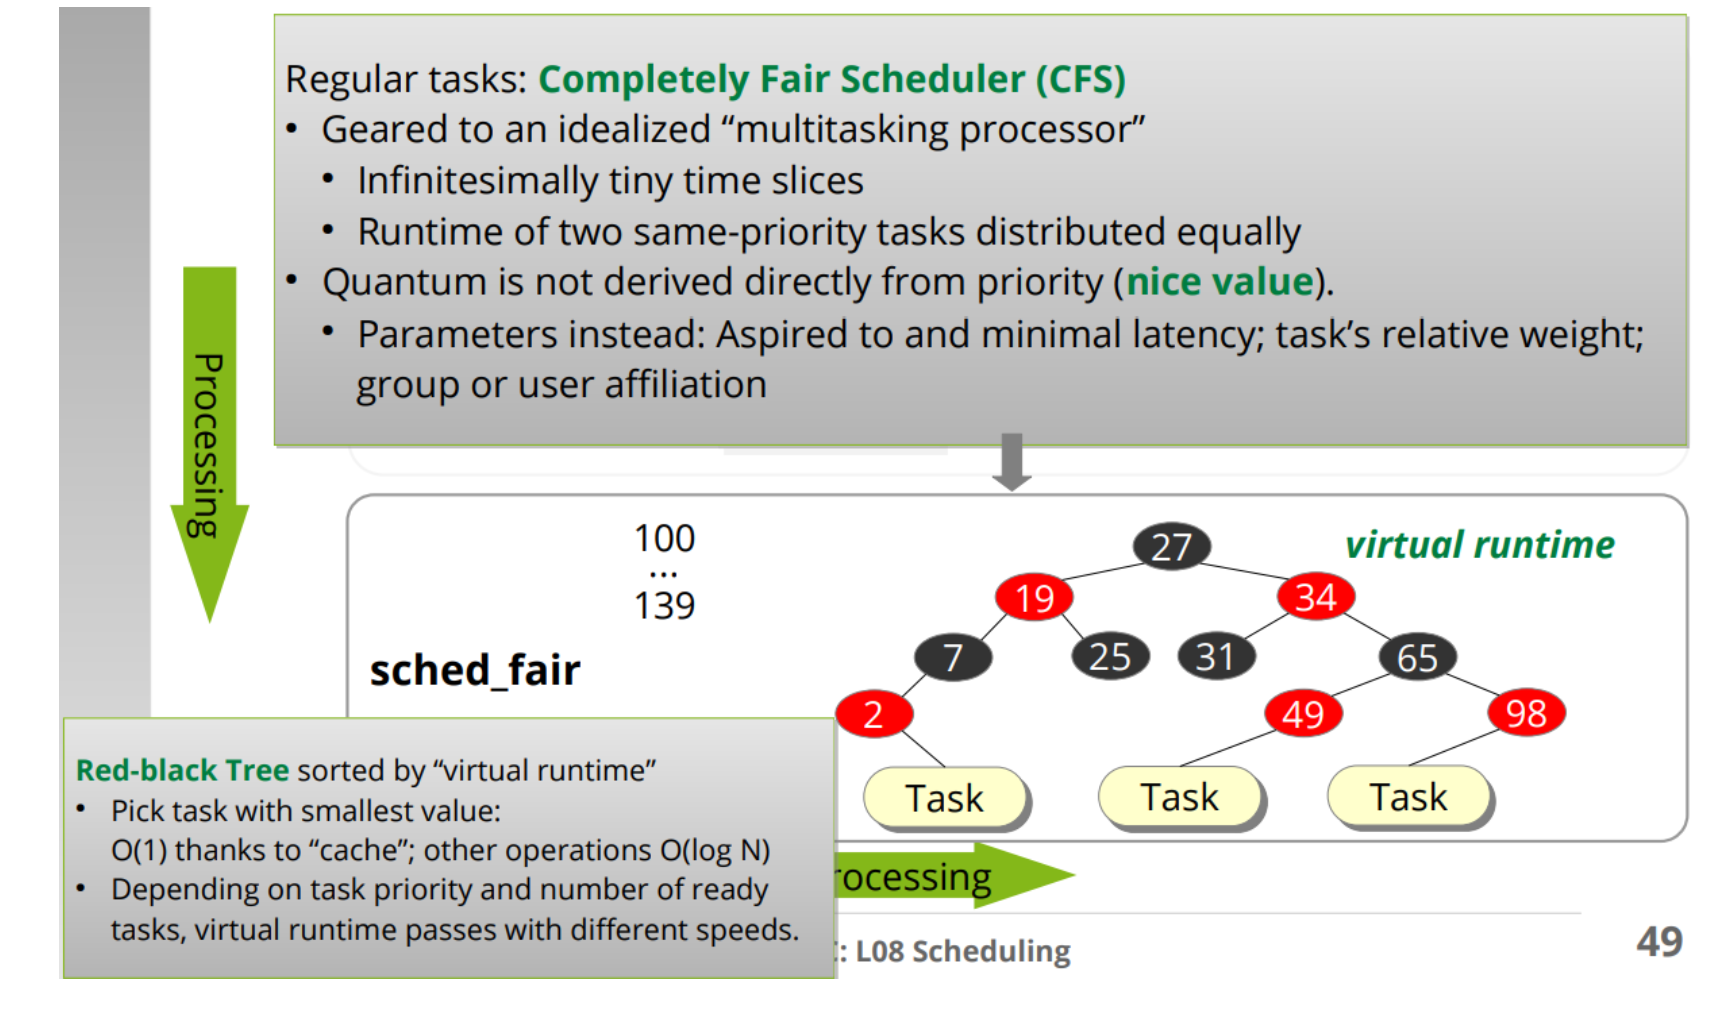 Regular tasks: Completely Fair Scheduler (CFS)
• Geared to an idealized “multitasking processor”
• Infinitesimally tiny time slices
• Runtime of two same-priority tasks distributed equally
• Quantum is not derived directly from priority (nice value).
• Parameters instead: Aspired to and minimal latency; task’s relative weight;
group or user affiliation
Processing
100
...
139
sched_fair
virtual runtime
27
19
34
7
25
31
65
2
49
98
Task
Task
Task
Red-black Tree sorted by “virtual runtime”
• Pick task with smallest value:
O(1) thanks to “cache”; other operations O(log N)
• Depending on task priority and number of ready
tasks, virtual runtime passes with different speeds.
rocessing
: L08 Scheduling
49